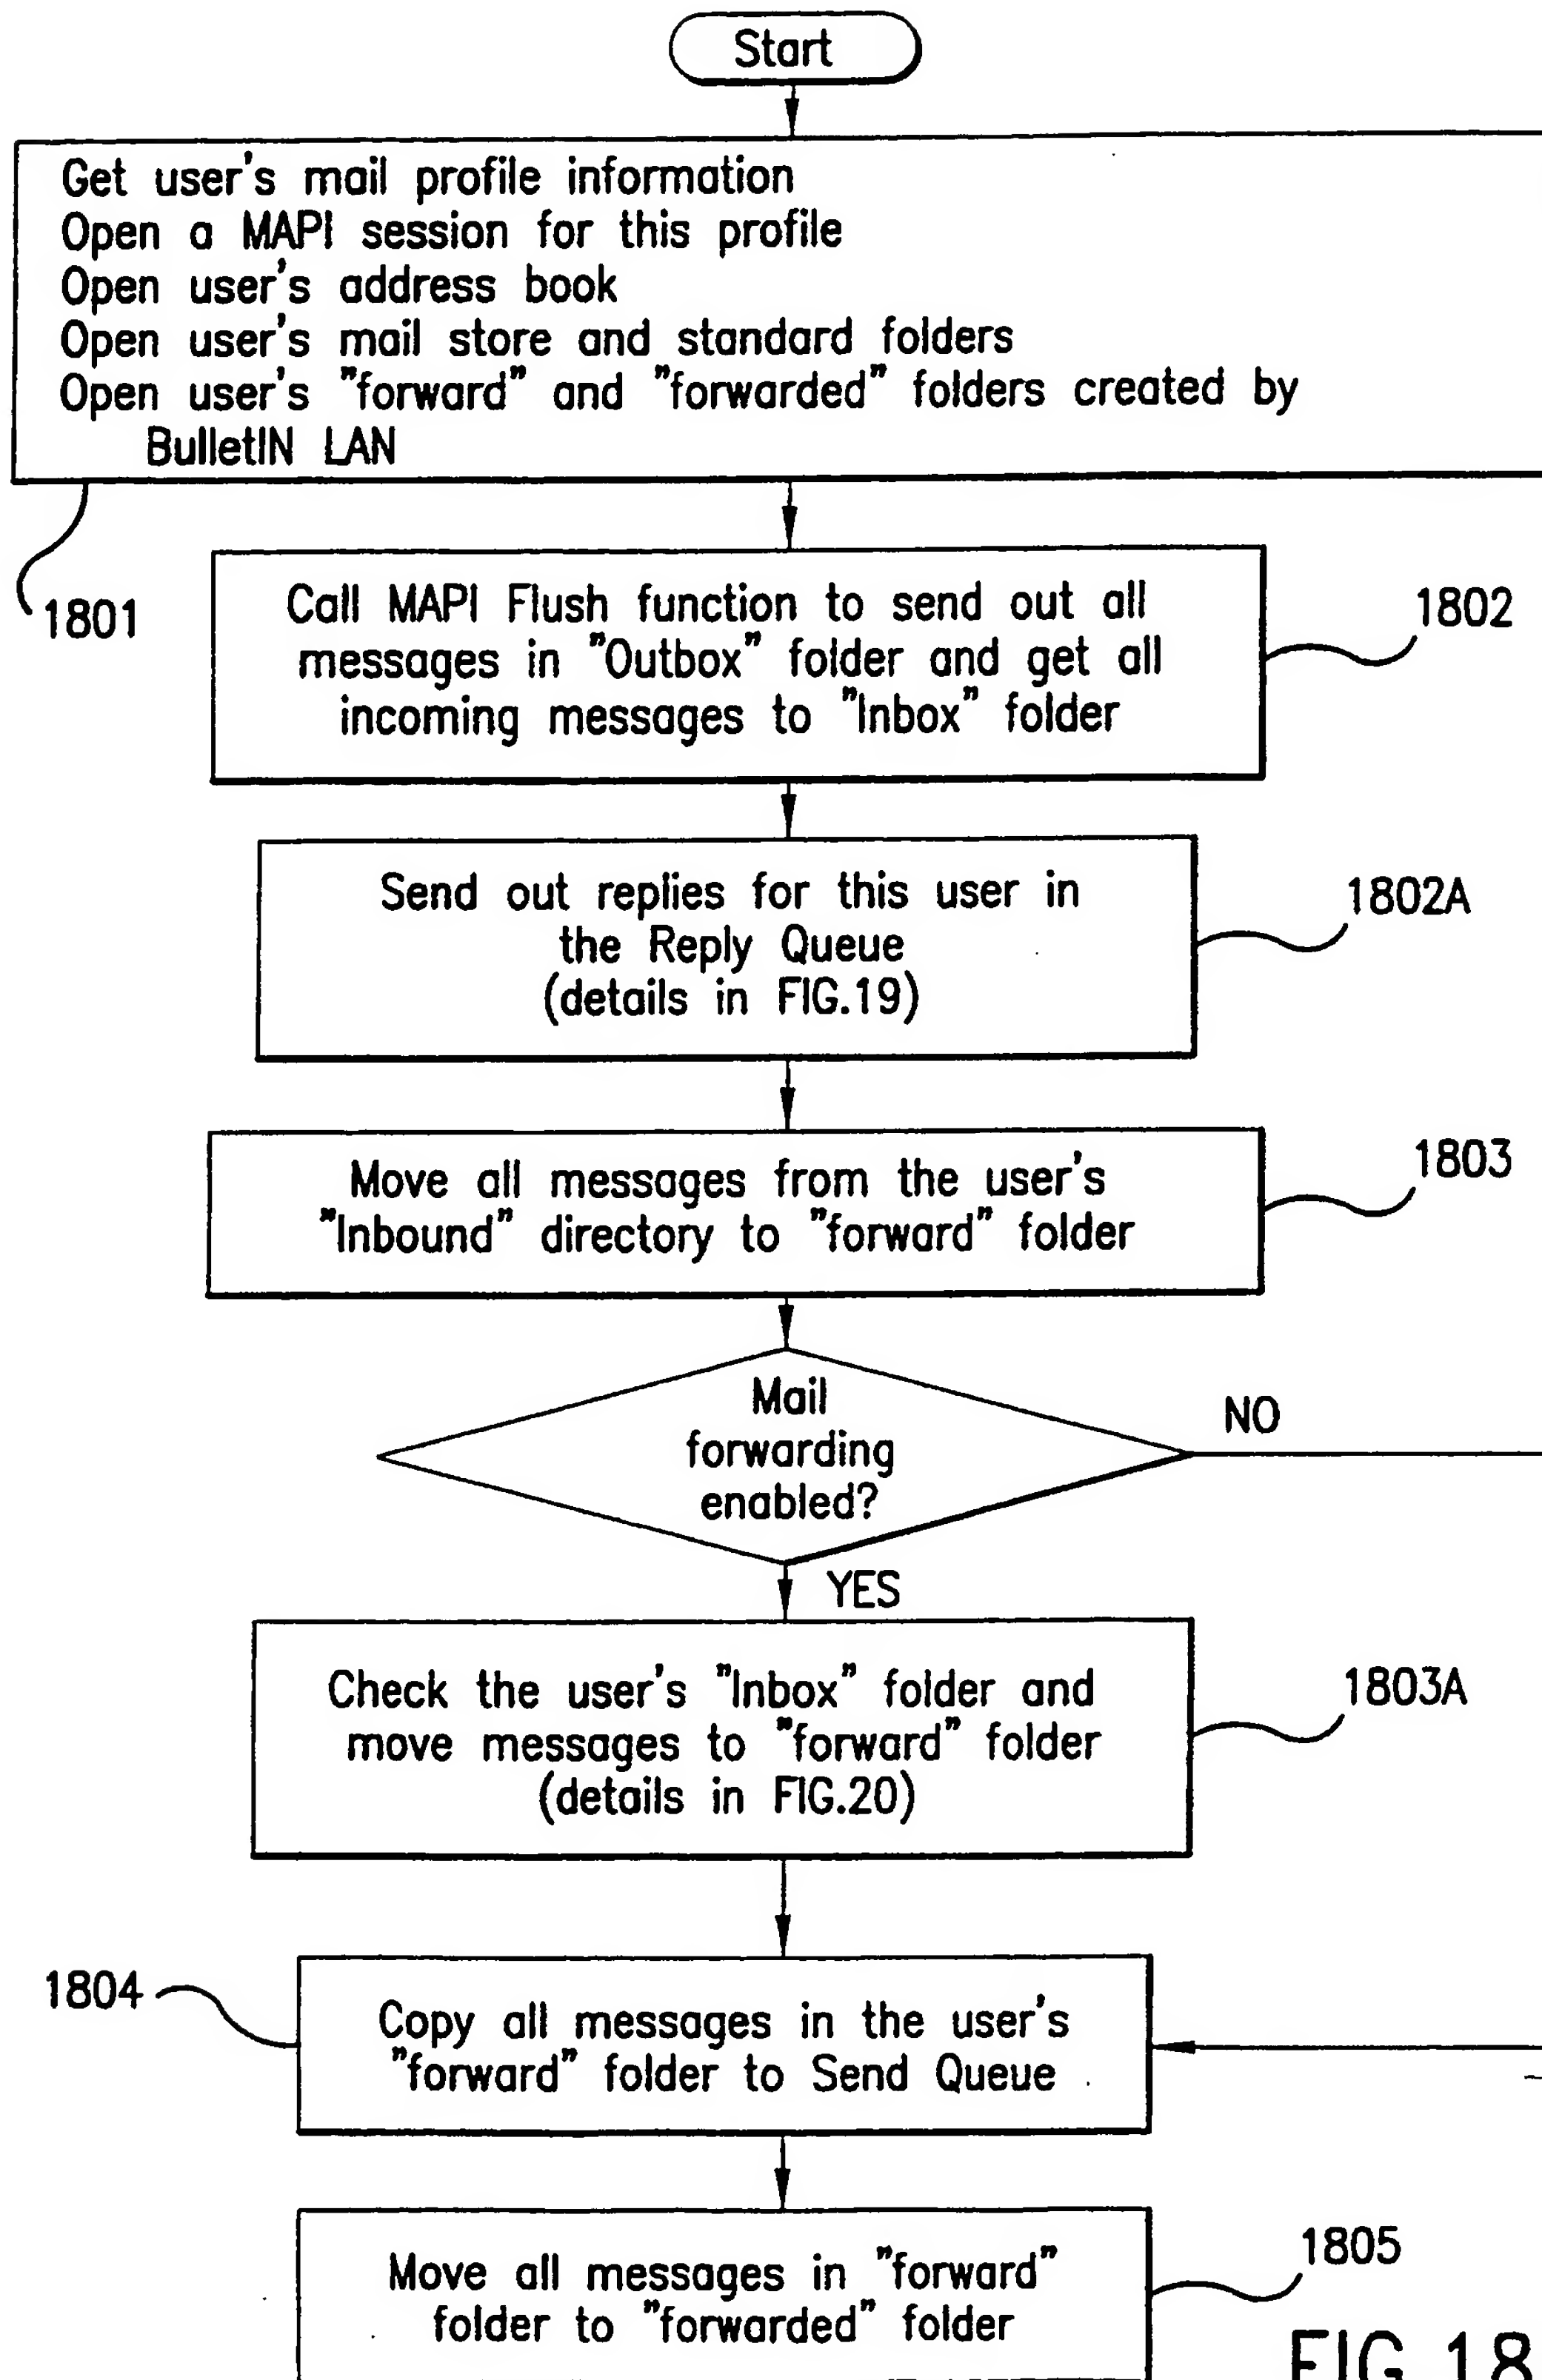 Start
Get user's mail profile information
Open a MAPI session for this profile
Open user's address book
Open user's mail store and standard folders
Open user's "forward" and "forwarded" folders created by
BulletIN LAN
1801
Call MAPI Flush function to send out all
messages in "Outbox" folder and get all
incoming messages to "Inbox" folder
1802
Send out replies for this user in
the Reply Queue
(details in FIG.19)
1802A
Move all messages from the user's
"Inbound" directory to "forward" folder
1803
Mail
forwarding
enabled?
NO
YES
Check the user's "Inbox" folder and
move messages to "forward" folder
(details in FIG.20)
1803A
1804
Copy all messages in the user's
"forward" folder to Send Queue
Move all messages in "forward"
folder to "forwarded" folder
1805
FIG.18